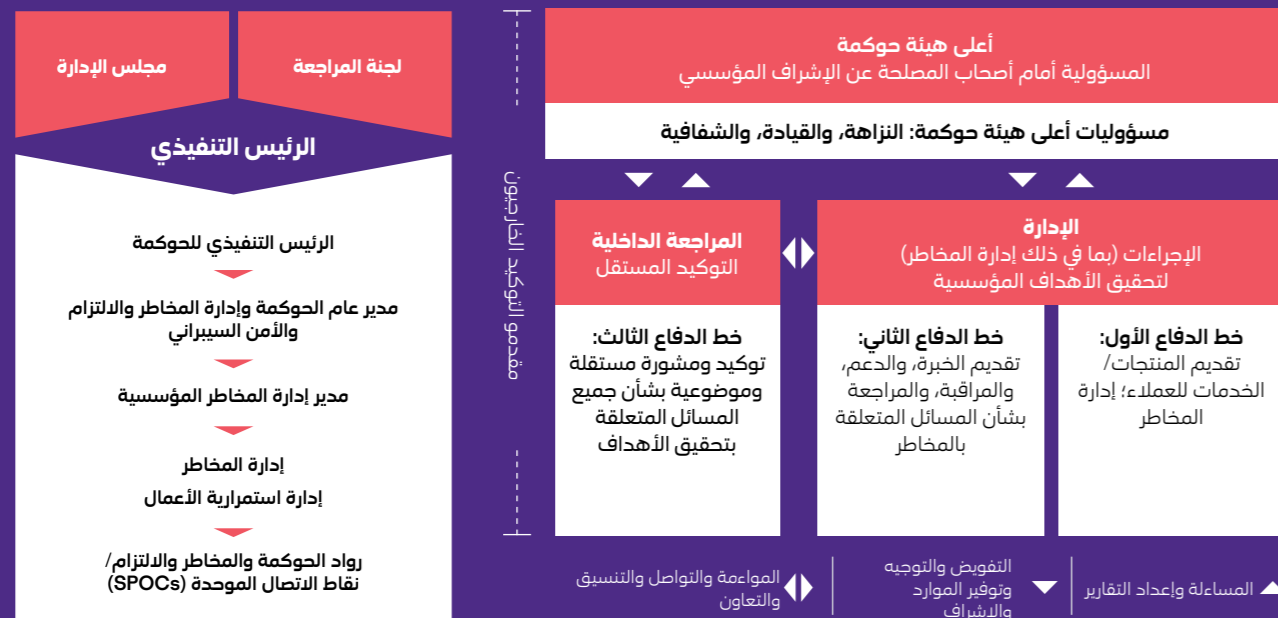 أعلى هيئة حوكمة
المسؤولية أمام أصحاب المصلحة عن الإشراف المؤسسي
مسؤوليات أعلى هيئة حوكمة: النزاهة، والقيادة، والشفافية
الإدارة
الإجراءات (بما في ذلك إدارة المخاطر)
لتحقيق الأهداف المؤسسية
خط الدفاع الأول:
تقديم المنتجات/
الخدمات للعملاء؛ إدارة
المخاطر
خط الدفاع الثاني:
تقديم الخبرة، والدعم،
والمراقبة، والمراجعة
بشأن المسائل المتعلقة
بالمخاطر
المراجعة الداخلية
التوكيد المستقل
خط الدفاع الثالث:
توكيد ومشورة مستقلة
وموضوعية بشأن جميع
المسائل المتعلقة
بتحقيق الأهداف
المساءلة وإعداد التقارير
التفويض والتوجيه
وتوفير الموارد
والإشراف
المواءمة والتواصل والتنسيق
والتعاون
مقدمو التوكيد الخارجيون
لجنة المراجعة
مجلس الإدارة
الرئيس التنفيذي
الرئيس التنفيذي للحوكمة
مدير عام الحوكمة وإدارة المخاطر والالتزام
والأمن السيبراني
مدير إدارة المخاطر المؤسسية
إدارة المخاطر
إدارة استمرارية الأعمال
رواد الحوكمة والمخاطر والالتزام/
نقاط الاتصال الموحدة (SPOCs)